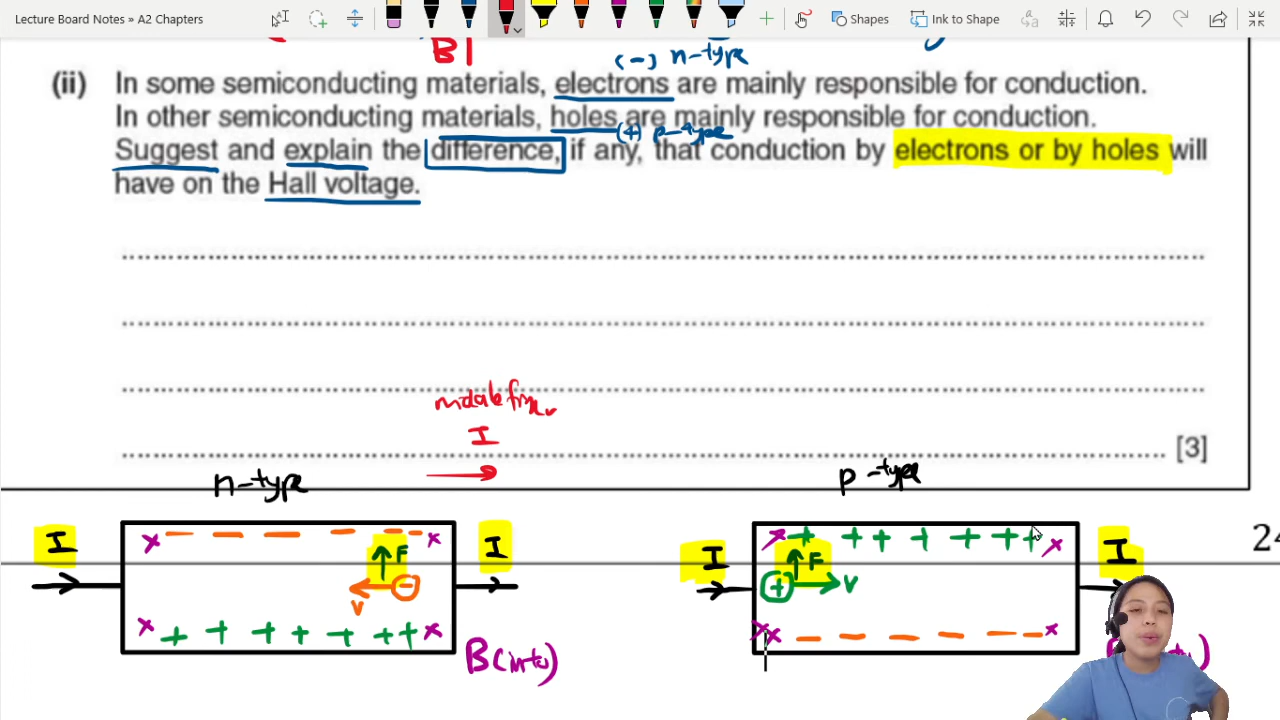 Lecture Board Notes » A2 Chapters
Shapes
Ink to Shape
B
(-) n-type
(ii) In some semiconducting materials, electrons are mainly responsible for conduction.
In other semiconducting materials, holes are mainly responsible for conduction.
(+) p-type
Suggest and explain the difference, if any, that conduction by electrons or by holes will
have on the Hall voltage.
I
[3]
n-type
p-type
I
F
v
I
B (into)
I
F
v
I
24